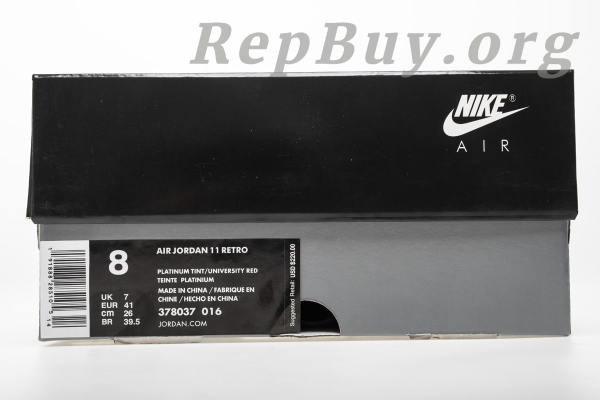 RepBuy.org
NIKE®
AIR
8
AIR JORDAN 11 RETRO
PLATINUM TINT/UNIVERSITY RED
TEINTE PLATINIUM
MADE IN CHINA / FABRIQUE EN
CHINE / HECHO EN CHINA
378037 016
JORDAN.COM
UK 7
EUR 41
cm 26
BR 39.5
Suggested Retail: USD $220.00